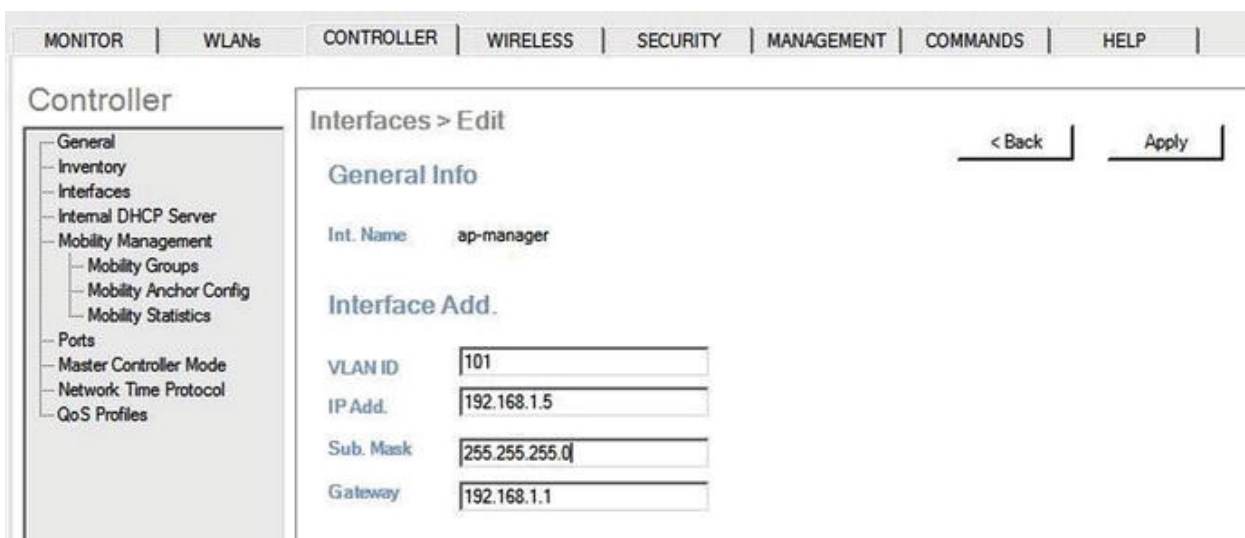 MONITOR WLANs CONTROLLER WIRELESS SECURITY MANAGEMENT COMMANDS HELP
Controller
General
Inventory
Interfaces
Internal DHCP Server
Mobility Management
Mobility Groups
Mobility Anchor Config
Mobility Statistics
Ports
Master Controller Mode
Network Time Protocol
QoS Profiles
Interfaces > Edit
< Back Apply
General Info
Int. Name ap-manager
Interface Add.
VLAN ID 101
IP Add. 192.168.1.5
Sub. Mask 255.255.255.0
Gateway 192.168.1.1